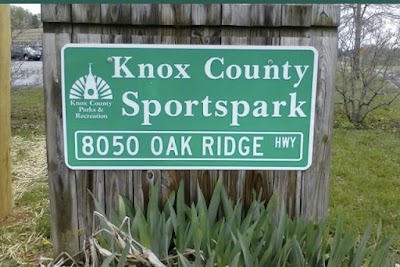 Knox County
Parks &
Recreation
Knox County
Sportspark
8050 OAK RIDGE HWY